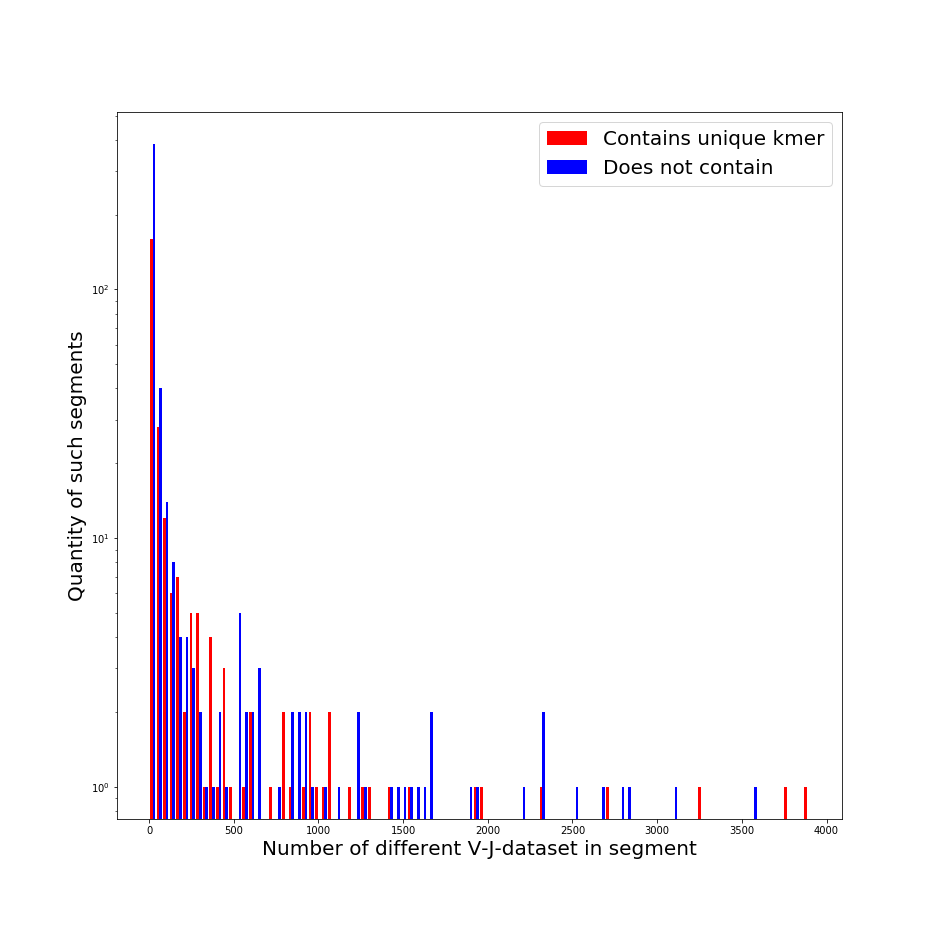 Contains unique kmer
Does not contain
Quantity of such segments
10²
10¹
10⁰
0 500 1000 1500 2000 2500 3000 3500 4000
Number of different V-J-dataset in segment